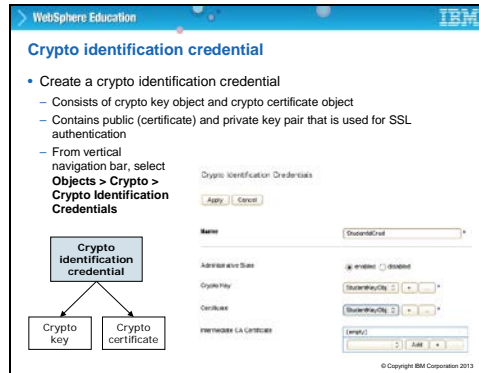 WebSphere Education
IBM
Crypto identification credential
• Create a crypto identification credential
– Consists of crypto key object and crypto certificate object
– Contains public (certificate) and private key pair that is used for SSL
authentication
– From vertical
navigation bar, select
Objects > Crypto >
Crypto Identification
Credentials
Crypto Identification Credentials
Apply Cancel
Name StudentIdCred *
Administrative State enabled disabled
Crypto Key StudentKeyObj + ... *
Certificate StudentKeyObj + ... *
Intermediate CA Certificate (empty)
Add + ...
Crypto
identification
credential
Crypto
key
Crypto
certificate
© Copyright IBM Corporation 2013